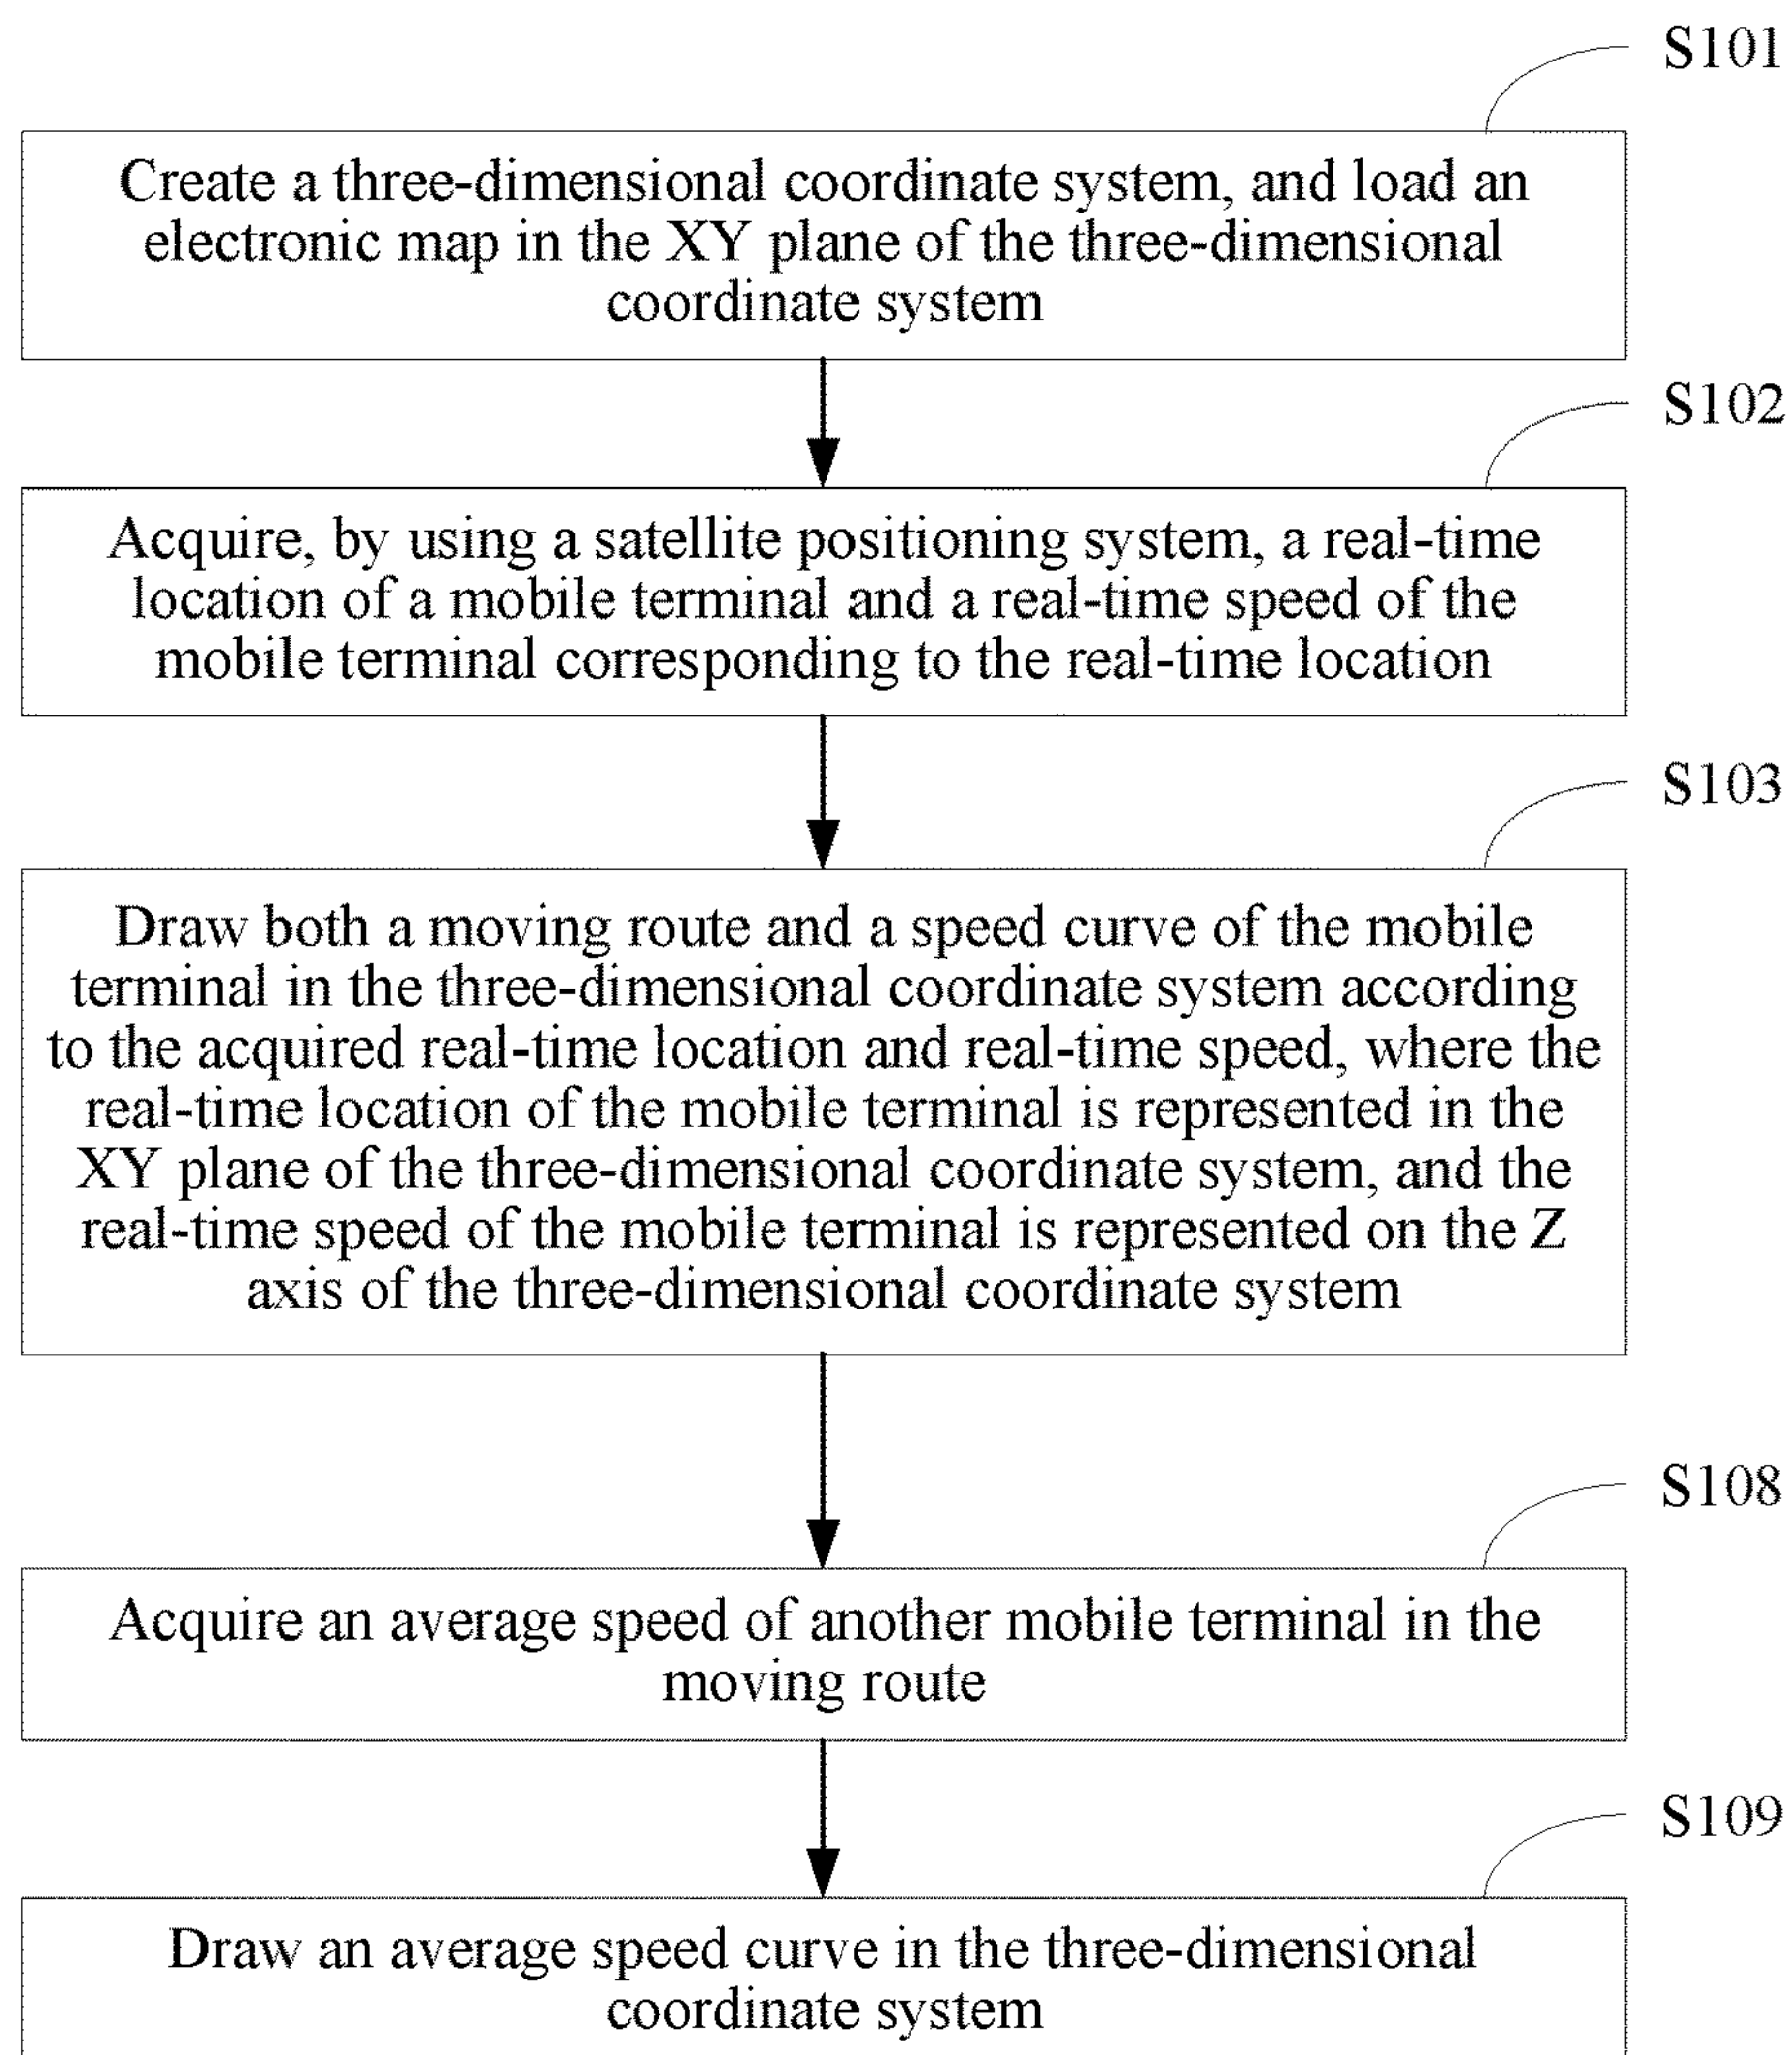 S101
Create a three-dimensional coordinate system, and load an
electronic map in the XY plane of the three-dimensional
coordinate system
S102
Acquire, by using a satellite positioning system, a real-time
location of a mobile terminal and a real-time speed of the
mobile terminal corresponding to the real-time location
S103
Draw both a moving route and a speed curve of the mobile
terminal in the three-dimensional coordinate system according
to the acquired real-time location and real-time speed, where the
real-time location of the mobile terminal is represented in the
XY plane of the three-dimensional coordinate system, and the
real-time speed of the mobile terminal is represented on the Z
axis of the three-dimensional coordinate system
S108
Acquire an average speed of another mobile terminal in the
moving route
S109
Draw an average speed curve in the three-dimensional
coordinate system